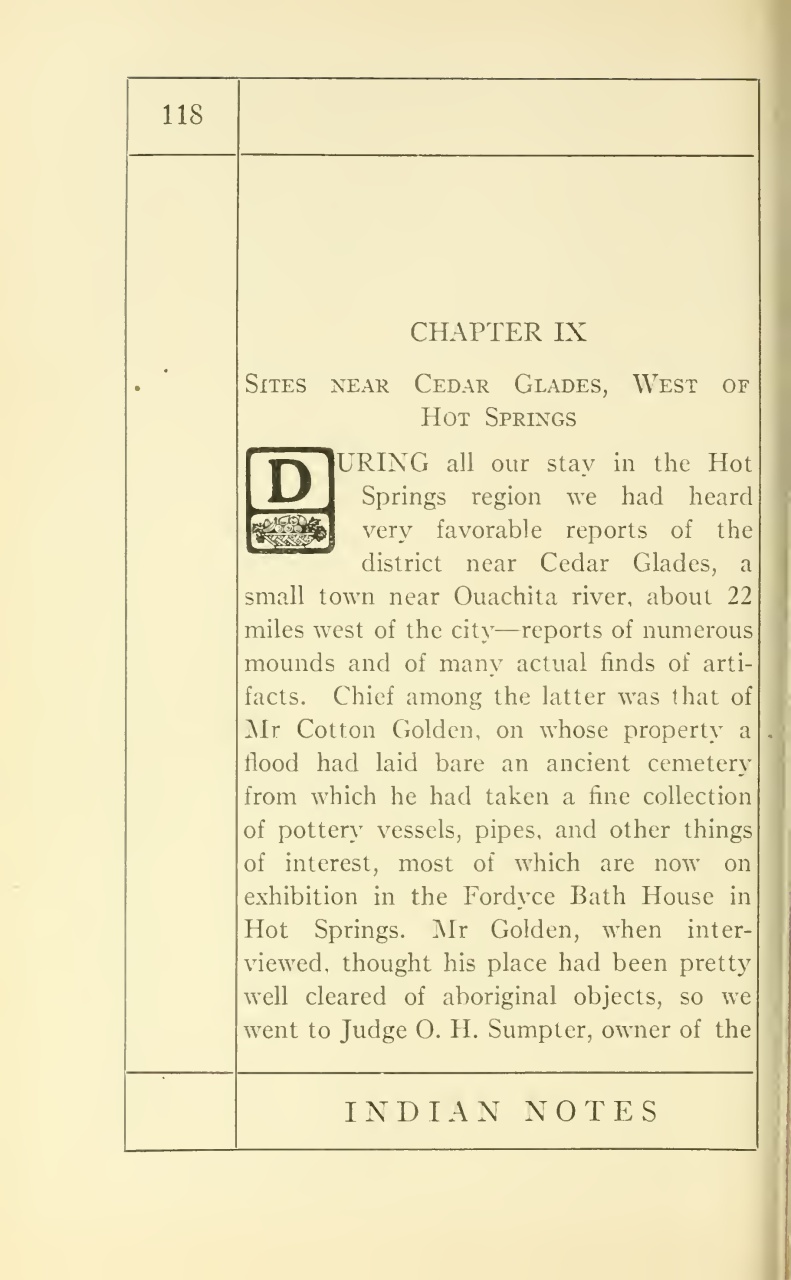 118
CHAPTER IX
Sites near Cedar Glades, West of
Hot Springs
DURING all our stay in the Hot
Springs region we had heard
very favorable reports of the
district near Cedar Glades, a
small town near Ouachita river, about 22
miles west of the city—reports of numerous
mounds and of many actual finds of arti-
facts. Chief among the latter was that of
Mr Cotton Golden, on whose property a
flood had laid bare an ancient cemetery
from which he had taken a fine collection
of pottery vessels, pipes, and other things
of interest, most of which are now on
exhibition in the Fordyce Bath House in
Hot Springs. Mr Golden, when inter-
viewed, thought his place had been pretty
well cleared of aboriginal objects, so we
went to Judge O. H. Sumpter, owner of the
INDIAN NOTES